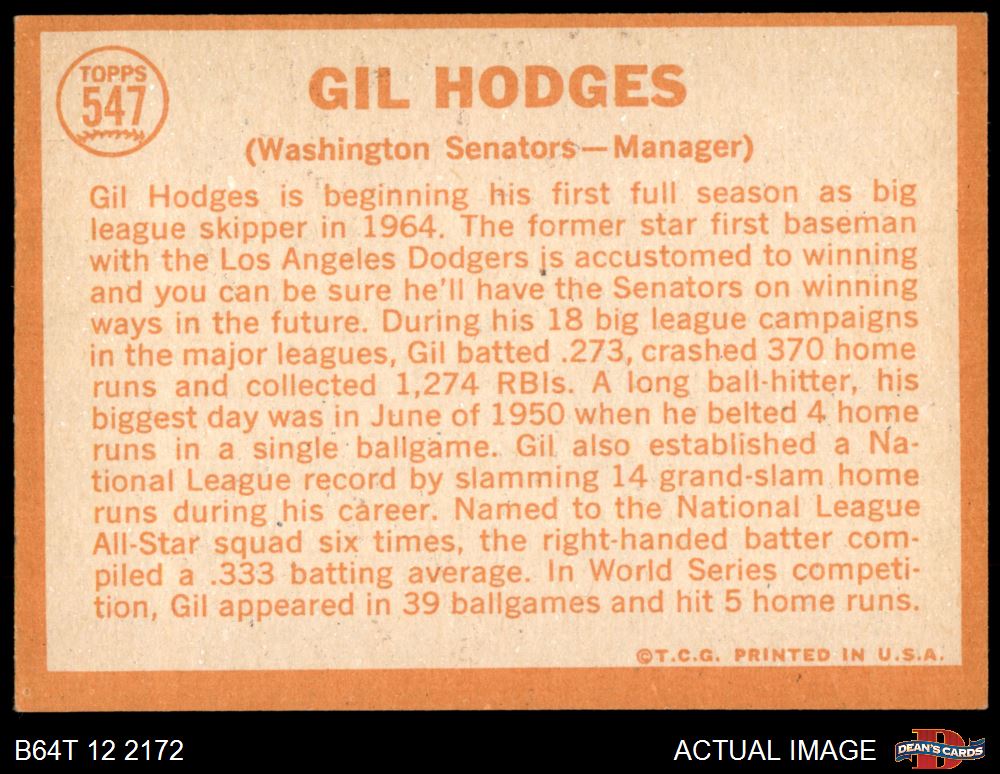 TOPPS
547
GIL HODGES
(Washington Senators—Manager)
Gil Hodges is beginning his first full season as big
league skipper in 1964. The former star first baseman
with the Los Angeles Dodgers is accustomed to winning
and you can be sure he'll have the Senators on winning
ways in the future. During his 18 big league campaigns
in the major leagues, Gil batted .273, crashed 370 home
runs and collected 1,274 RBIs. A long ball-hitter, his
biggest day was in June of 1950 when he belted 4 home
runs in a single ballgame. Gil also established a Na-
tional League record by slamming 14 grand-slam home
runs during his career. Named to the National League
All-Star squad six times, the right-handed batter com-
piled a .333 batting average. In World Series competi-
tion, Gil appeared in 39 ballgames and hit 5 home runs.
©T.C.G. PRINTED IN U.S.A.
B64T 12 2172
ACTUAL IMAGE
DEAN'S CARDS